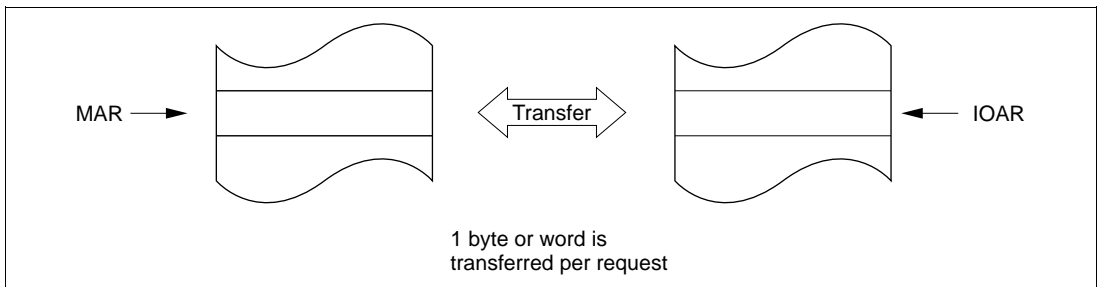 MAR
Transfer
IOAR
1 byte or word is
transferred per request